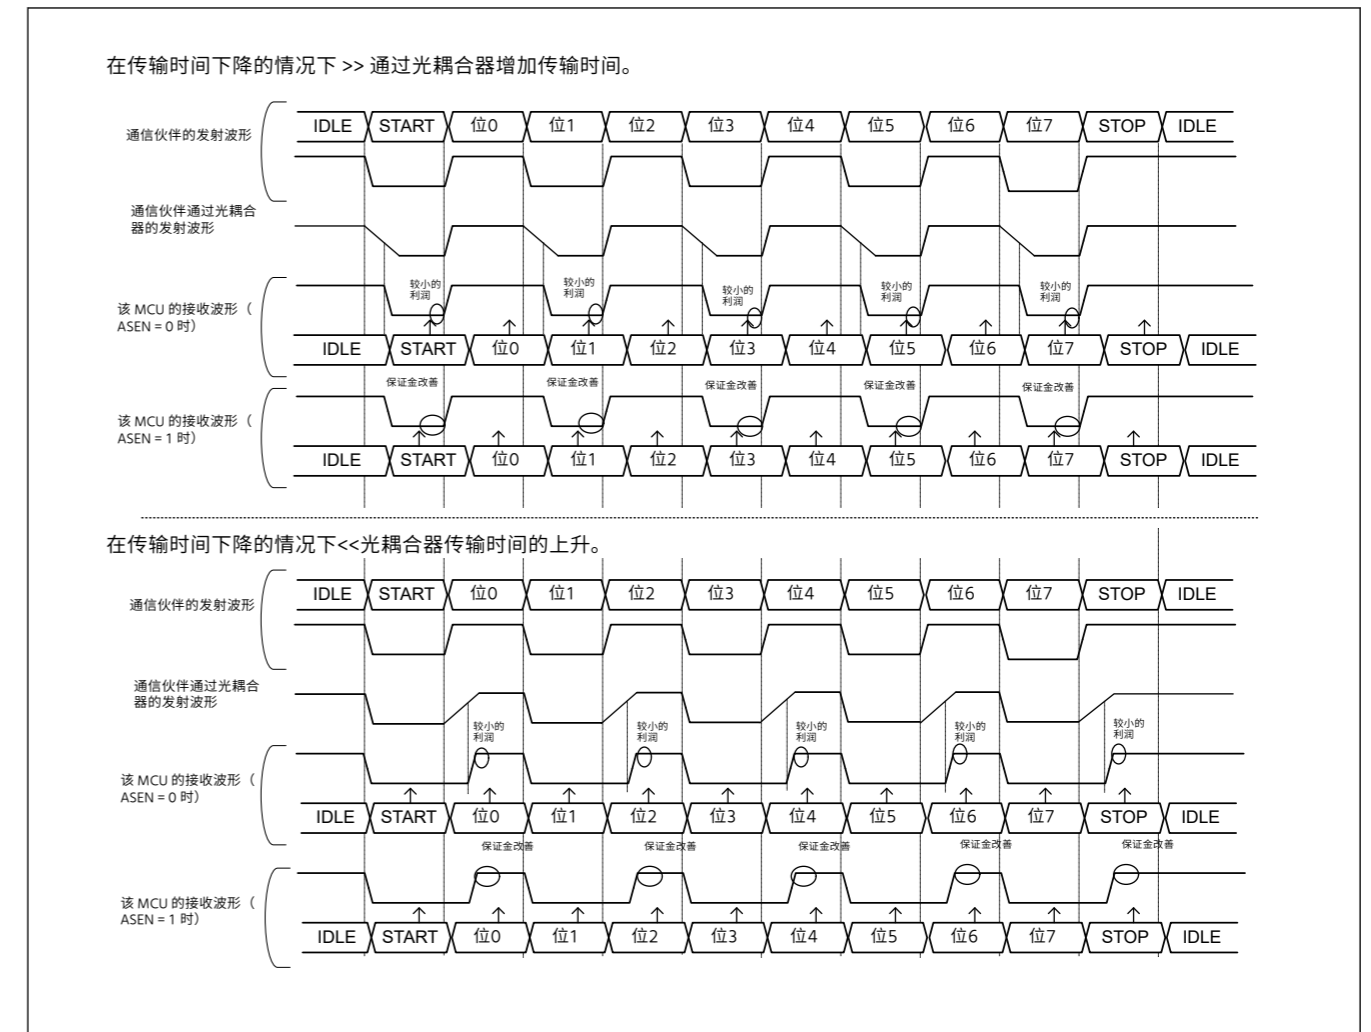 在传输时间下降的情况下 >> 通过光耦合器增加传输时间。
通信伙伴的发射波形
IDLE START 位0 位1 位2 位3 位4 位5 位6 位7 STOP IDLE
通信伙伴通过光耦合
器的发射波形
较小的 较小的 较小的 较小的 较小的
利润 利润 利润 利润 利润
该 MCU 的接收波形（
ASEN = 0 时）
IDLE START 位0 位1 位2 位3 位4 位5 位6 位7 STOP IDLE
保证金改善 保证金改善 保证金改善 保证金改善 保证金改善
该 MCU 的接收波形（
ASEN = 1 时）
IDLE START 位0 位1 位2 位3 位4 位5 位6 位7 STOP IDLE
在传输时间下降的情况下<<光耦合器传输时间的上升。
IDLE START 位0 位1 位2 位3 位4 位5 位6 位7 STOP IDLE
通信伙伴的发射波形
通信伙伴通过光耦合
器的发射波形
较小的 较小的 较小的 较小的 较小的
利润 利润 利润 利润 利润
该 MCU 的接收波形（
ASEN = 0 时）
IDLE START 位0 位1 位2 位3 位4 位5 位6 位7 STOP IDLE
保证金改善 保证金改善 保证金改善 保证金改善 保证金改善
该 MCU 的接收波形（
ASEN = 1 时）
IDLE START 位0 位1 位2 位3 位4 位5 位6 位7 STOP IDLE